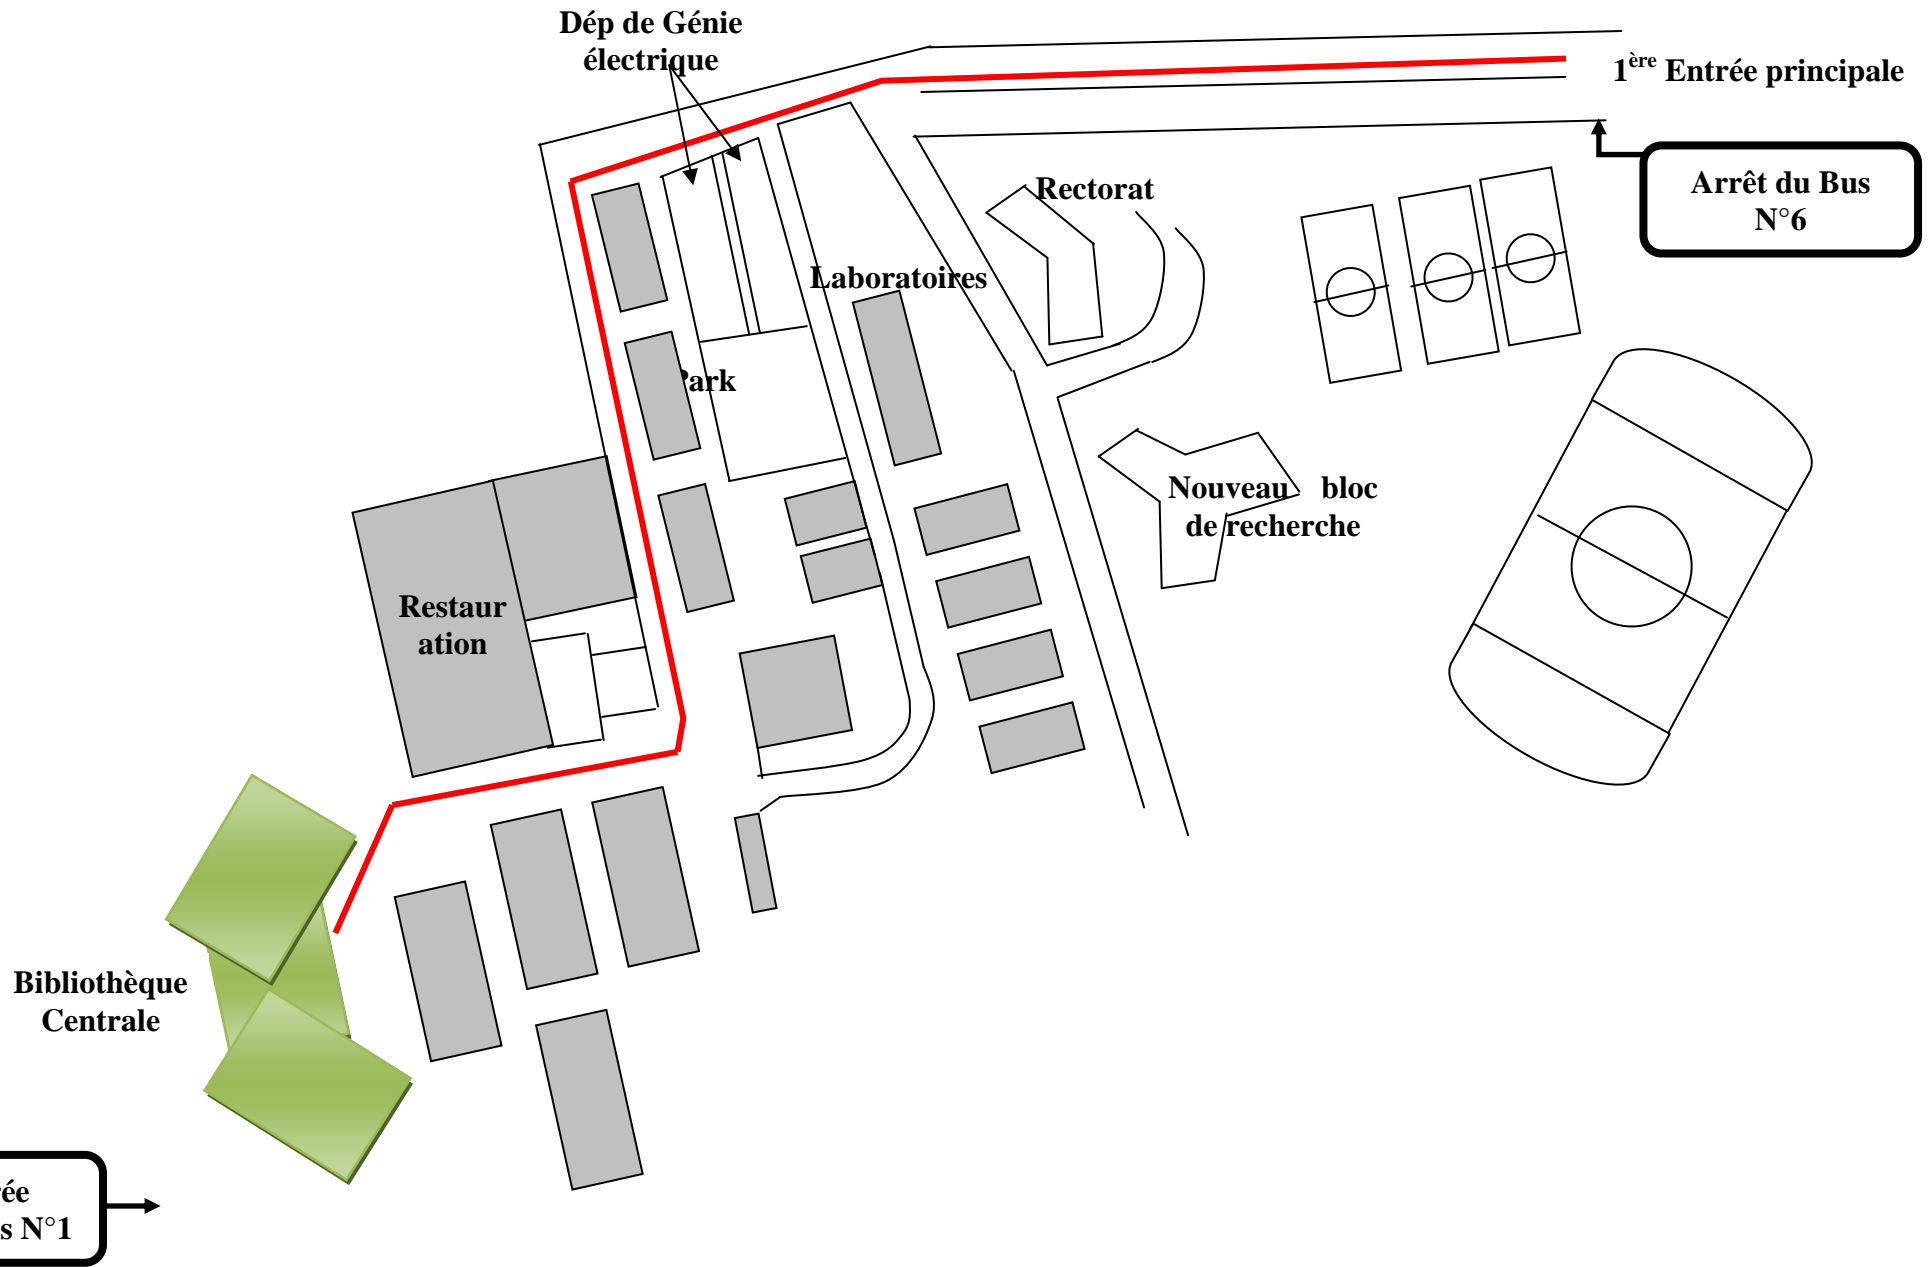 Dép de Génie
électrique
1ère Entrée principale
Arrêt du Bus
N°6
Rectorat
Laboratoires
Park
Nouveau bloc
de recherche
Restaur
ation
Bibliothèque
Centrale
ée
s N°1